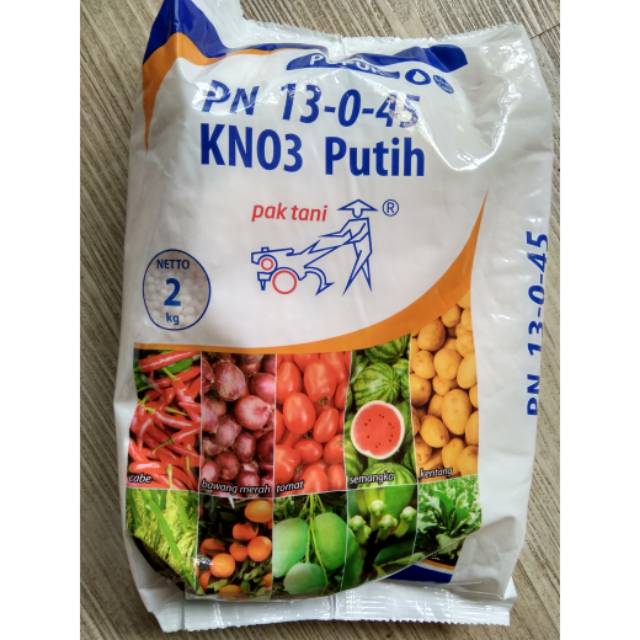 PN 13-0-45
KNO3 Putih
pak tani ®
NETTO
2
kg
PN 13-0-45
cabe
bawang merah
tomat
semangka
kentang